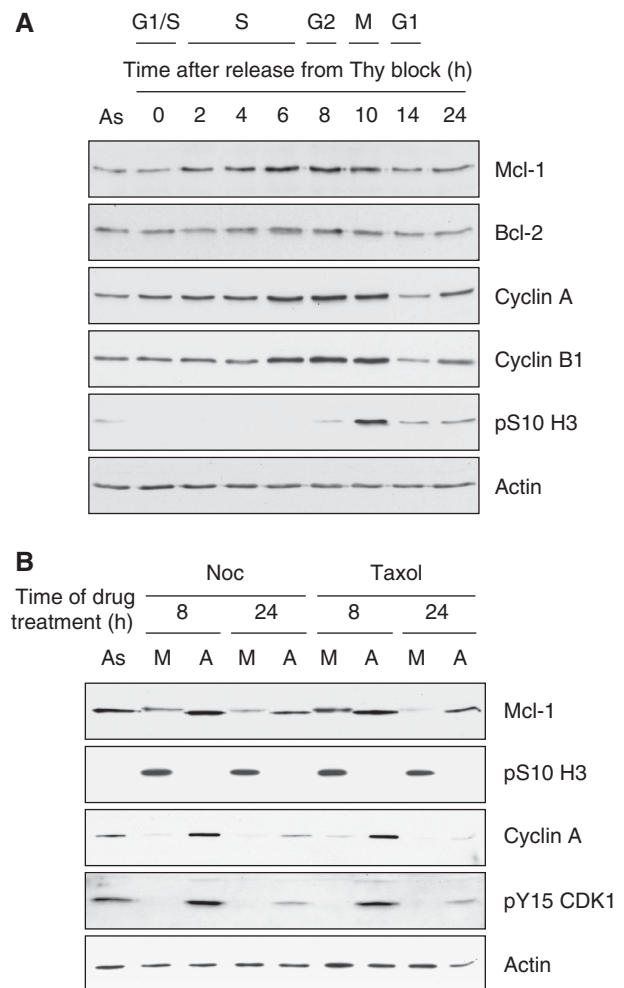 A
G1/S S G2 M G1
Time after release from Thy block (h)
As 0 2 4 6 8 10 14 24
Mcl-1
Bcl-2
Cyclin A
Cyclin B1
pS10 H3
Actin
B
Noc Taxol
Time of drug
treatment (h)
8 24 8 24
As M A M A M A M A
Mcl-1
pS10 H3
Cyclin A
pY15 CDK1
Actin